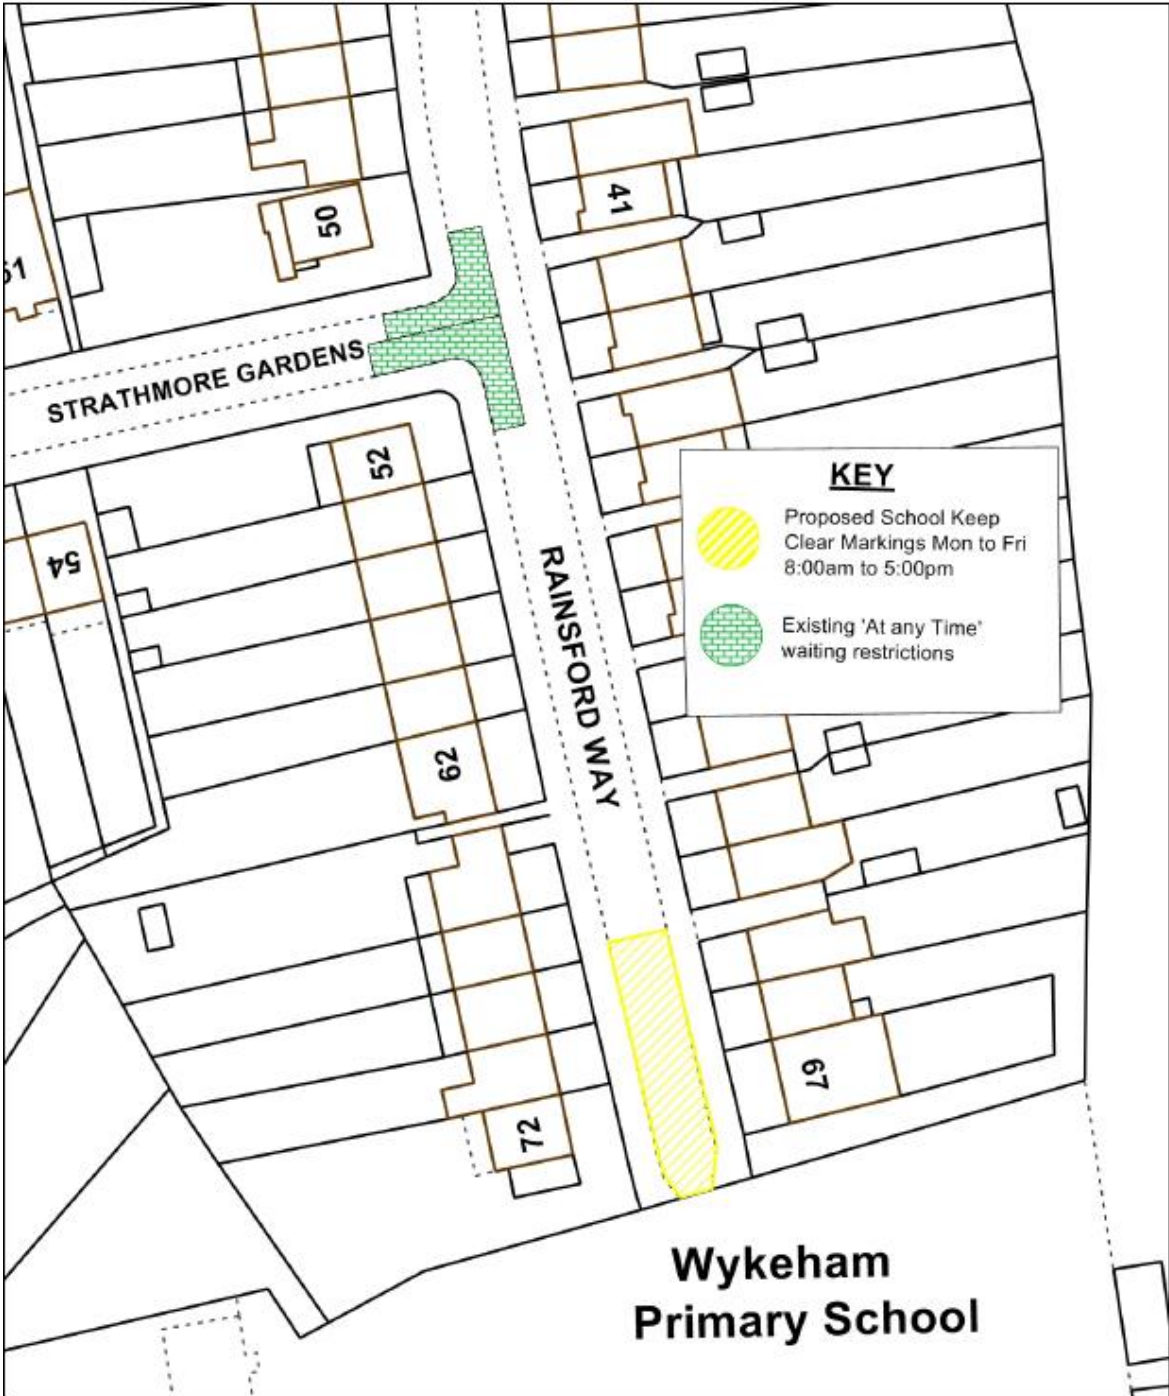 41
50
51
STRATHMORE GARDENS
52
KEY
Proposed School Keep
Clear Markings Mon to Fri
8:00am to 5:00pm
Existing 'At any Time'
waiting restrictions
54
RAINSFORD WAY
62
79
72
Wykeham
Primary School